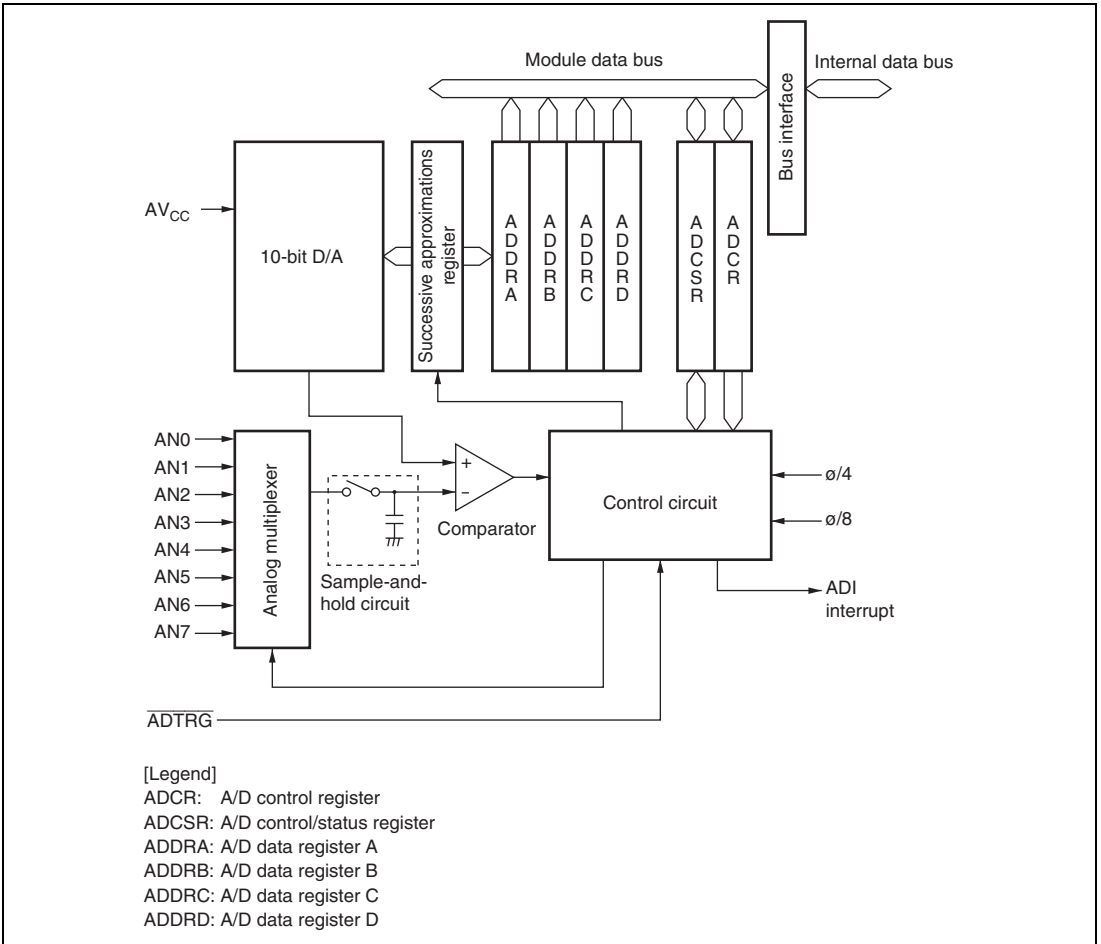 Module data bus
Internal data bus
Bus interface
AVCC
10-bit D/A
Successive approximations
register
ADDRA
ADDRB
ADDRC
ADDRD
ADCSR
ADCR
AN0
AN1
AN2
AN3
AN4
AN5
AN6
AN7
Analog multiplexer
+
−
Comparator
Sample-and-
hold circuit
Control circuit
ø/4
ø/8
ADI
interrupt
ADTRG
[Legend]
ADCR: A/D control register
ADCSR: A/D control/status register
ADDRA: A/D data register A
ADDRB: A/D data register B
ADDRC: A/D data register C
ADDRD: A/D data register D